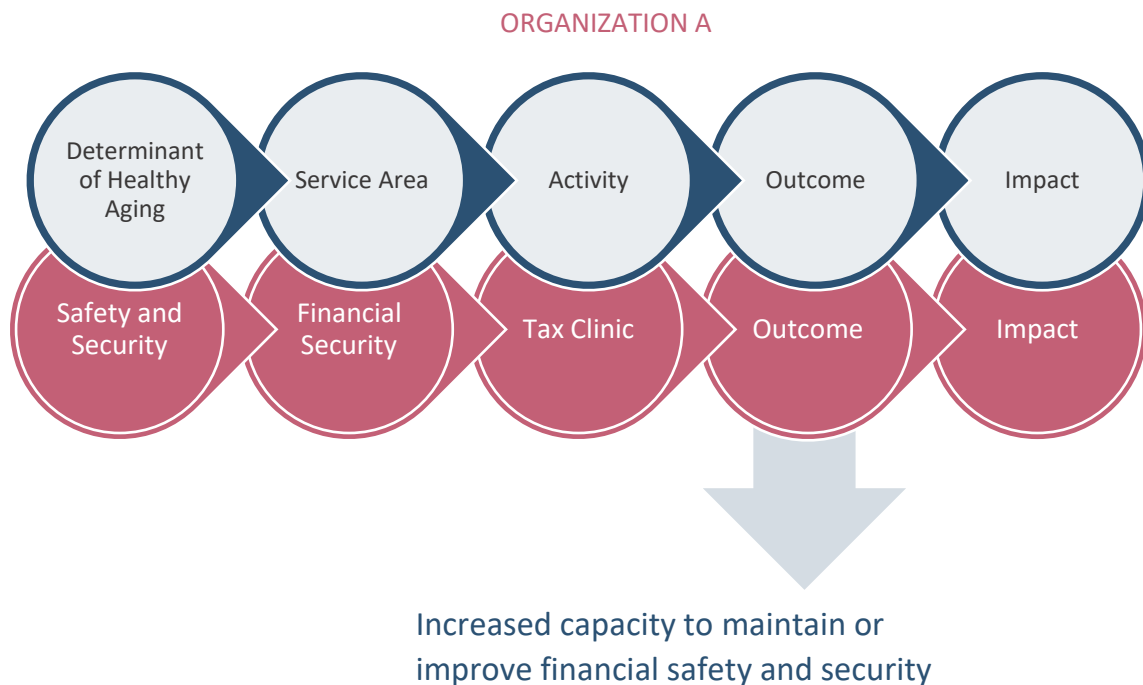 ORGANIZATION A
Determinant
of Healthy
Aging
Service Area
Activity
Outcome
Impact
Safety and
Security
Financial
Security
Tax Clinic
Outcome
Impact
Increased capacity to maintain or
improve financial safety and security